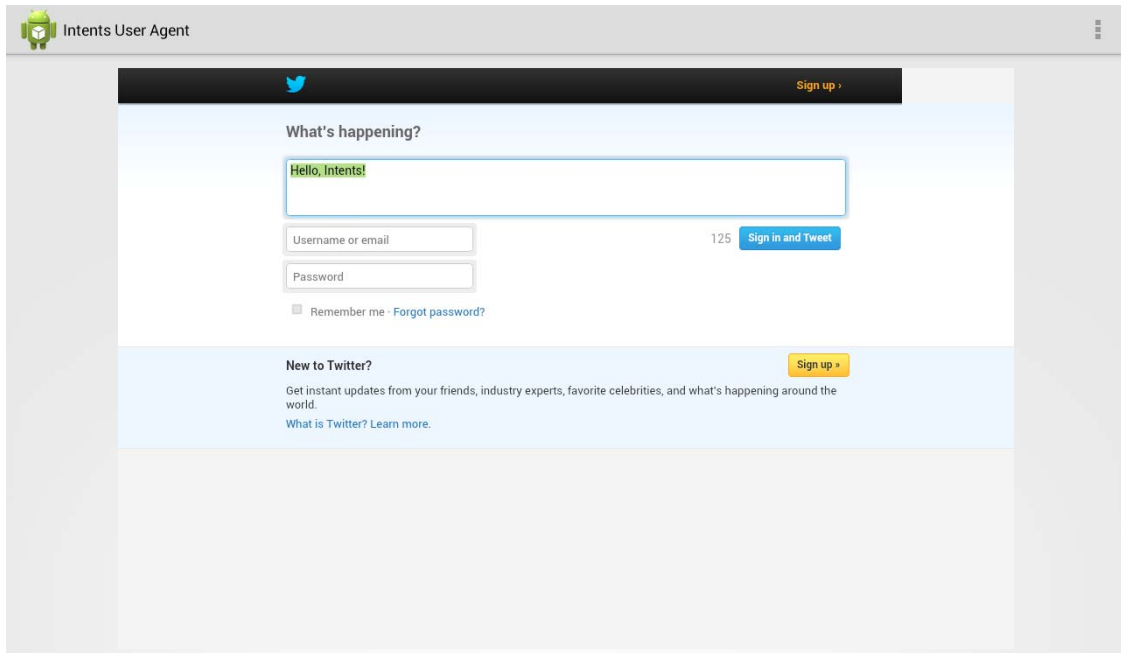 Intents User Agent
Sign up ›
What's happening?
Hello, Intents!
Username or email
125 Sign in and Tweet
Password
Remember me · Forgot password?
New to Twitter?
Sign up »
Get instant updates from your friends, industry experts, favorite celebrities, and what's happening around the
world.
What is Twitter? Learn more.